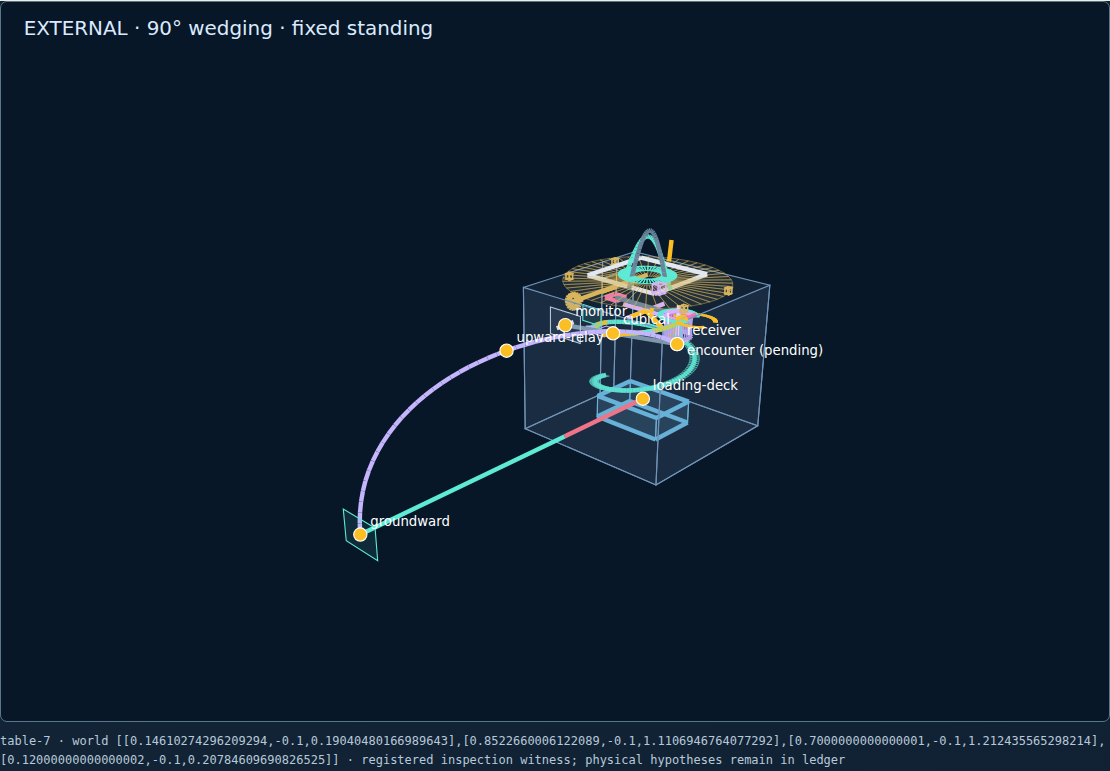 EXTERNAL · 90° wedging · fixed standing
monitor
cubical
upward-relay
receiver
encounter (pending)
loading-deck
groundward
table-7 · world [[0.14610274296209294,-0.1,0.19040480166989643],[0.8522660006122089,-0.1,1.1106946764077292],[0.7000000000000001,-0.1,1.212435565298214],
[0.12000000000000002,-0.1,0.20784609690826525]] · registered inspection witness; physical hypotheses remain in ledger